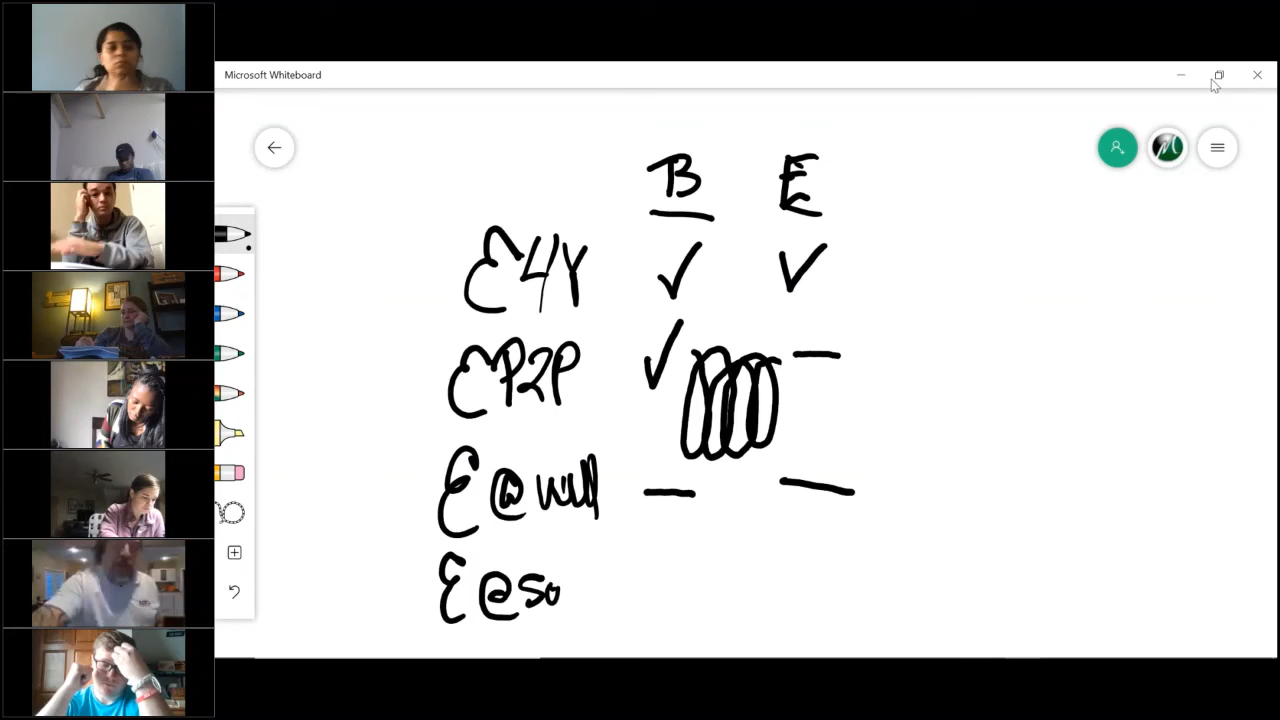 Microsoft Whiteboard
B E
E4Y ✓ ✓
EP2P ✓ —
E @ will — —
E @ so